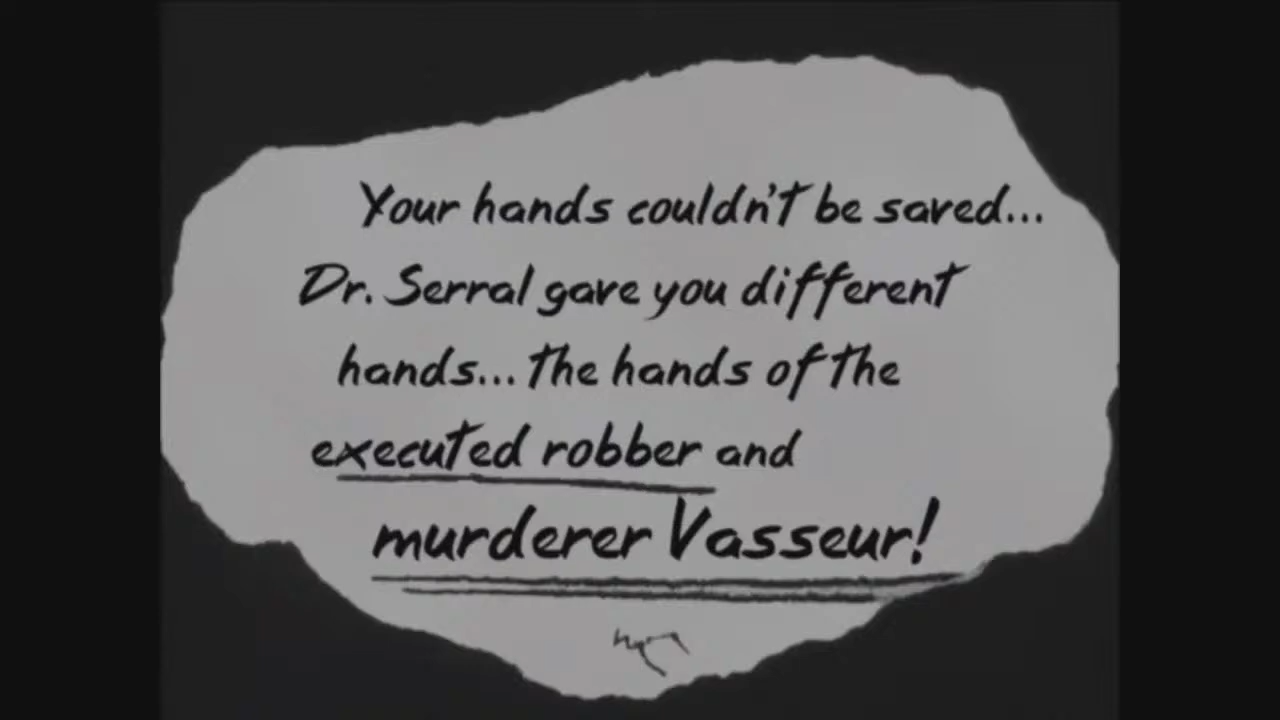 Your hands couldn't be saved...
Dr. Serral gave you different
hands... the hands of the
executed robber and
murderer Vasseur!